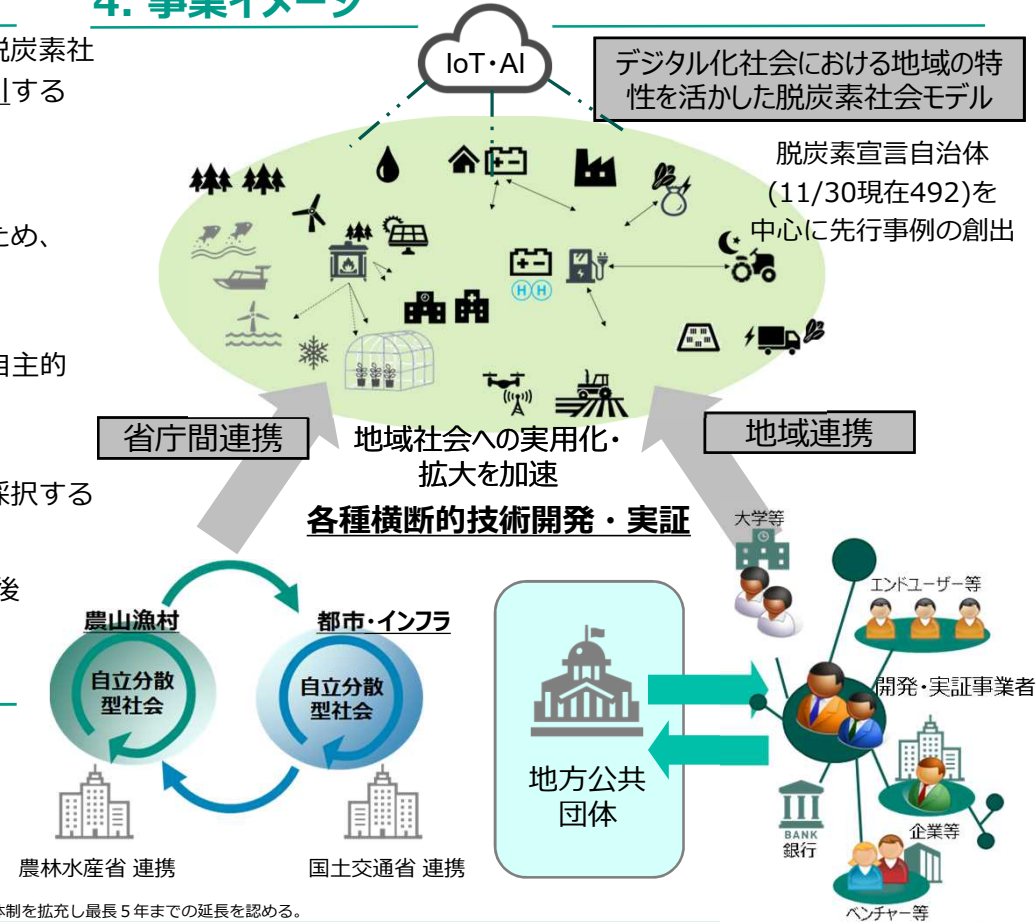 4. 事業イメージ
脱炭素社
する
ため、
自主的
採択する
後
IoT・AI
デジタル化社会における地域の特
性を活かした脱炭素社会モデル
脱炭素宣言自治体
(11/30現在492)を
中心に先行事例の創出
H H
省庁間連携
地域社会への実用化・
拡大を加速
地域連携
各種横断的技術開発・実証
農山漁村
都市・インフラ
自立分散
型社会
自立分散
型社会
農林水産省 連携
国土交通省 連携
地方公共
団体
大学等
エンドユーザー等
開発・実証事業者
企業等
BANK
銀行
ベンチャー等
体制を拡充し最長５年までの延長を認める。